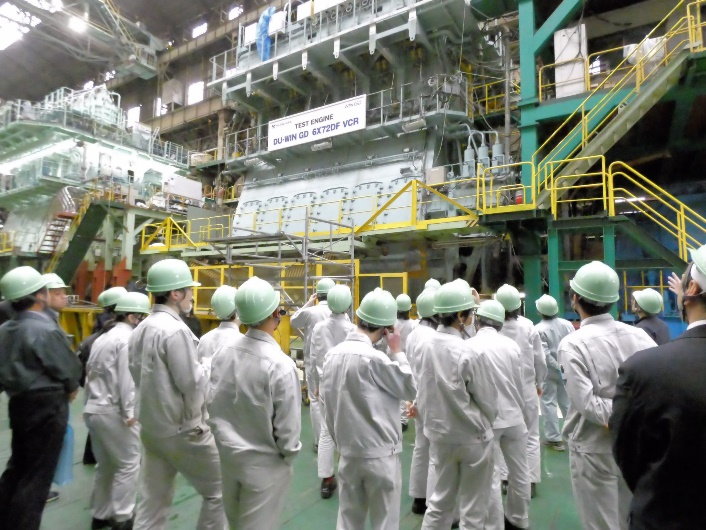 TEST ENGINE
DU-WIN GD 6X72DF VCR